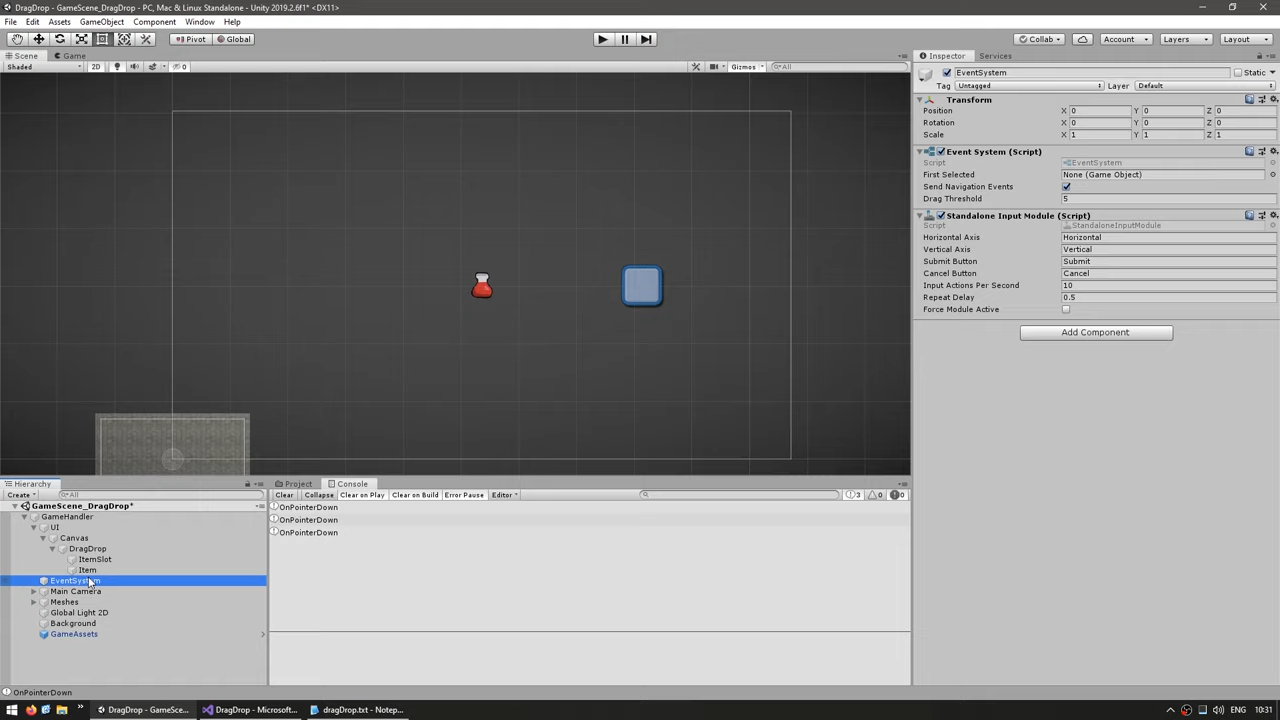 DragDrop - GameScene_DragDrop - PC, Mac & Linux Standalone - Unity 2019.2.6f1* <DX11>
File Edit Assets GameObject Component Window Help
Pivot Global Collab Account Layers Layout
Scene Game
Shaded 2D 0 Gizmos All
Inspector Services
EventSystem Static
Tag Untagged Layer Default
Transform
Position X 0 Y 0 Z 0
Rotation X 0 Y 0 Z 0
Scale X 1 Y 1 Z 1
Event System (Script)
Script EventSystem
First Selected None (Game Object)
Send Navigation Events
Drag Threshold 5
Standalone Input Module (Script)
Script StandaloneInputModule
Horizontal Axis Horizontal
Vertical Axis Vertical
Submit Button Submit
Cancel Button Cancel
Input Actions Per Second 10
Repeat Delay 0.5
Force Module Active
Add Component
Hierarchy
Create All
GameScene_DragDrop*
GameHandler
UI
Canvas
DragDrop
ItemSlot
Item
EventSystem
Main Camera
Meshes
Global Light 2D
Background
GameAssets
Project Console
Clear Collapse Clear on Play Clear on Build Error Pause Editor 3 0 0
OnPointerDown
OnPointerDown
OnPointerDown
OnPointerDown
DragDrop - GameSce... DragDrop - Microsoft... dragDrop.txt - Notep... ENG 10:31